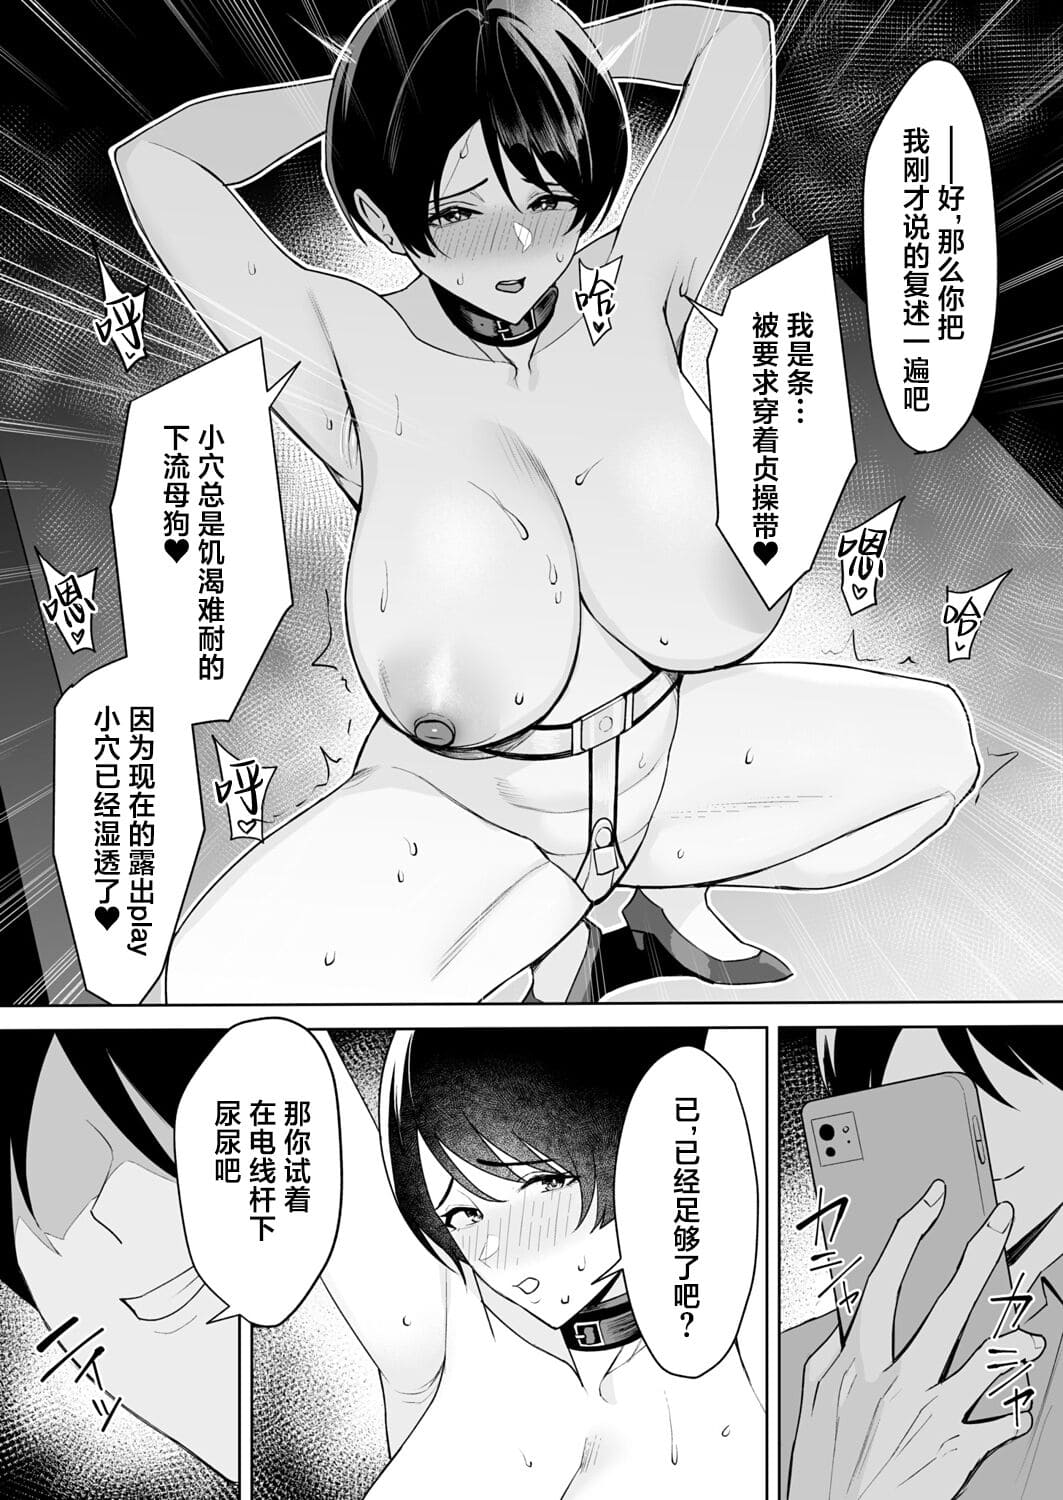 ——好，那么你把
我刚才说的复述一遍吧
我是条…
被要求穿着贞操带♥
哈♡
呼♡
小穴总是饥渴难耐的
下流母狗♥
嗯♡
哈♡
嗯♡
因为现在的露出play
小穴已经湿透了♥
呼♡
カシャ
カシャ
已，已经足够了吧？
那你试着
在电线杆下
尿尿吧
ニイッ